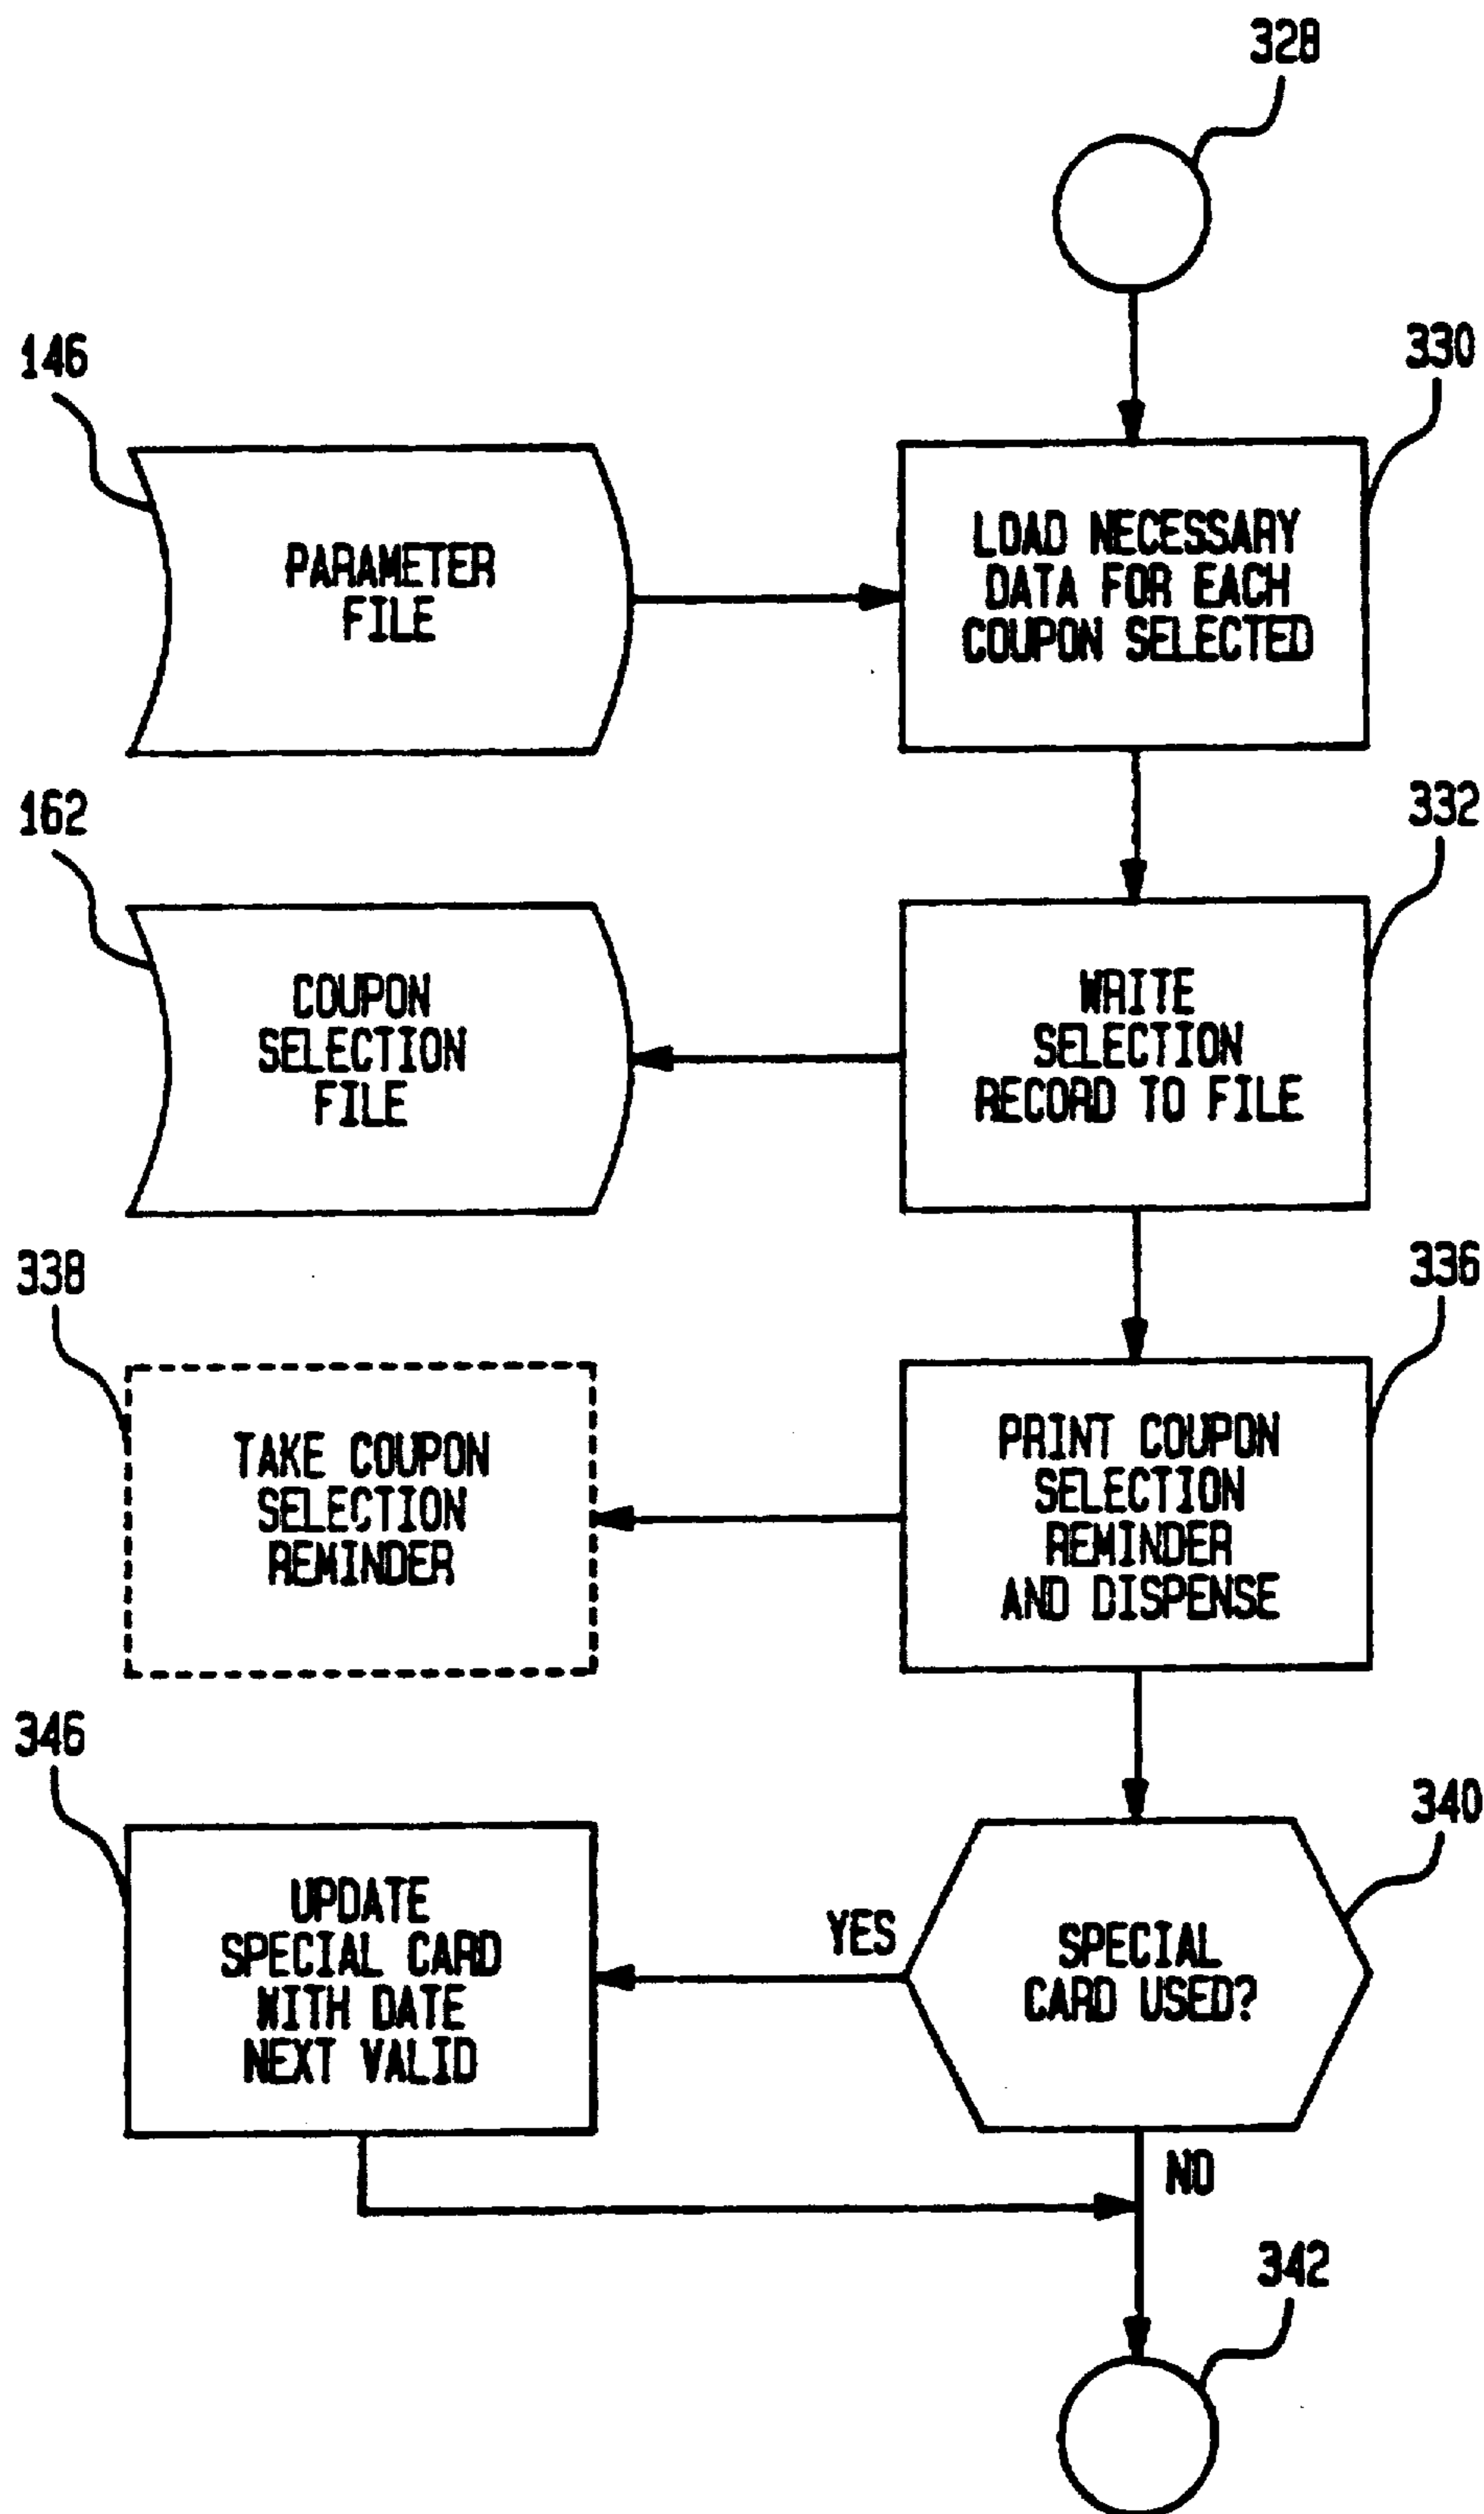 328
146
330
PARAMETER
FILE
LOAD NECESSARY
DATA FOR EACH
COUPON SELECTED
162
332
COUPON
SELECTION
FILE
WRITE
SELECTION
RECORD TO FILE
338
336
TAKE COUPON
SELECTION
REMINDER
PRINT COUPON
SELECTION
REMINDER
AND DISPENSE
346
340
UPDATE
SPECIAL CARD
WITH DATE
NEXT VALID
YES
SPECIAL
CARD USED?
NO
342